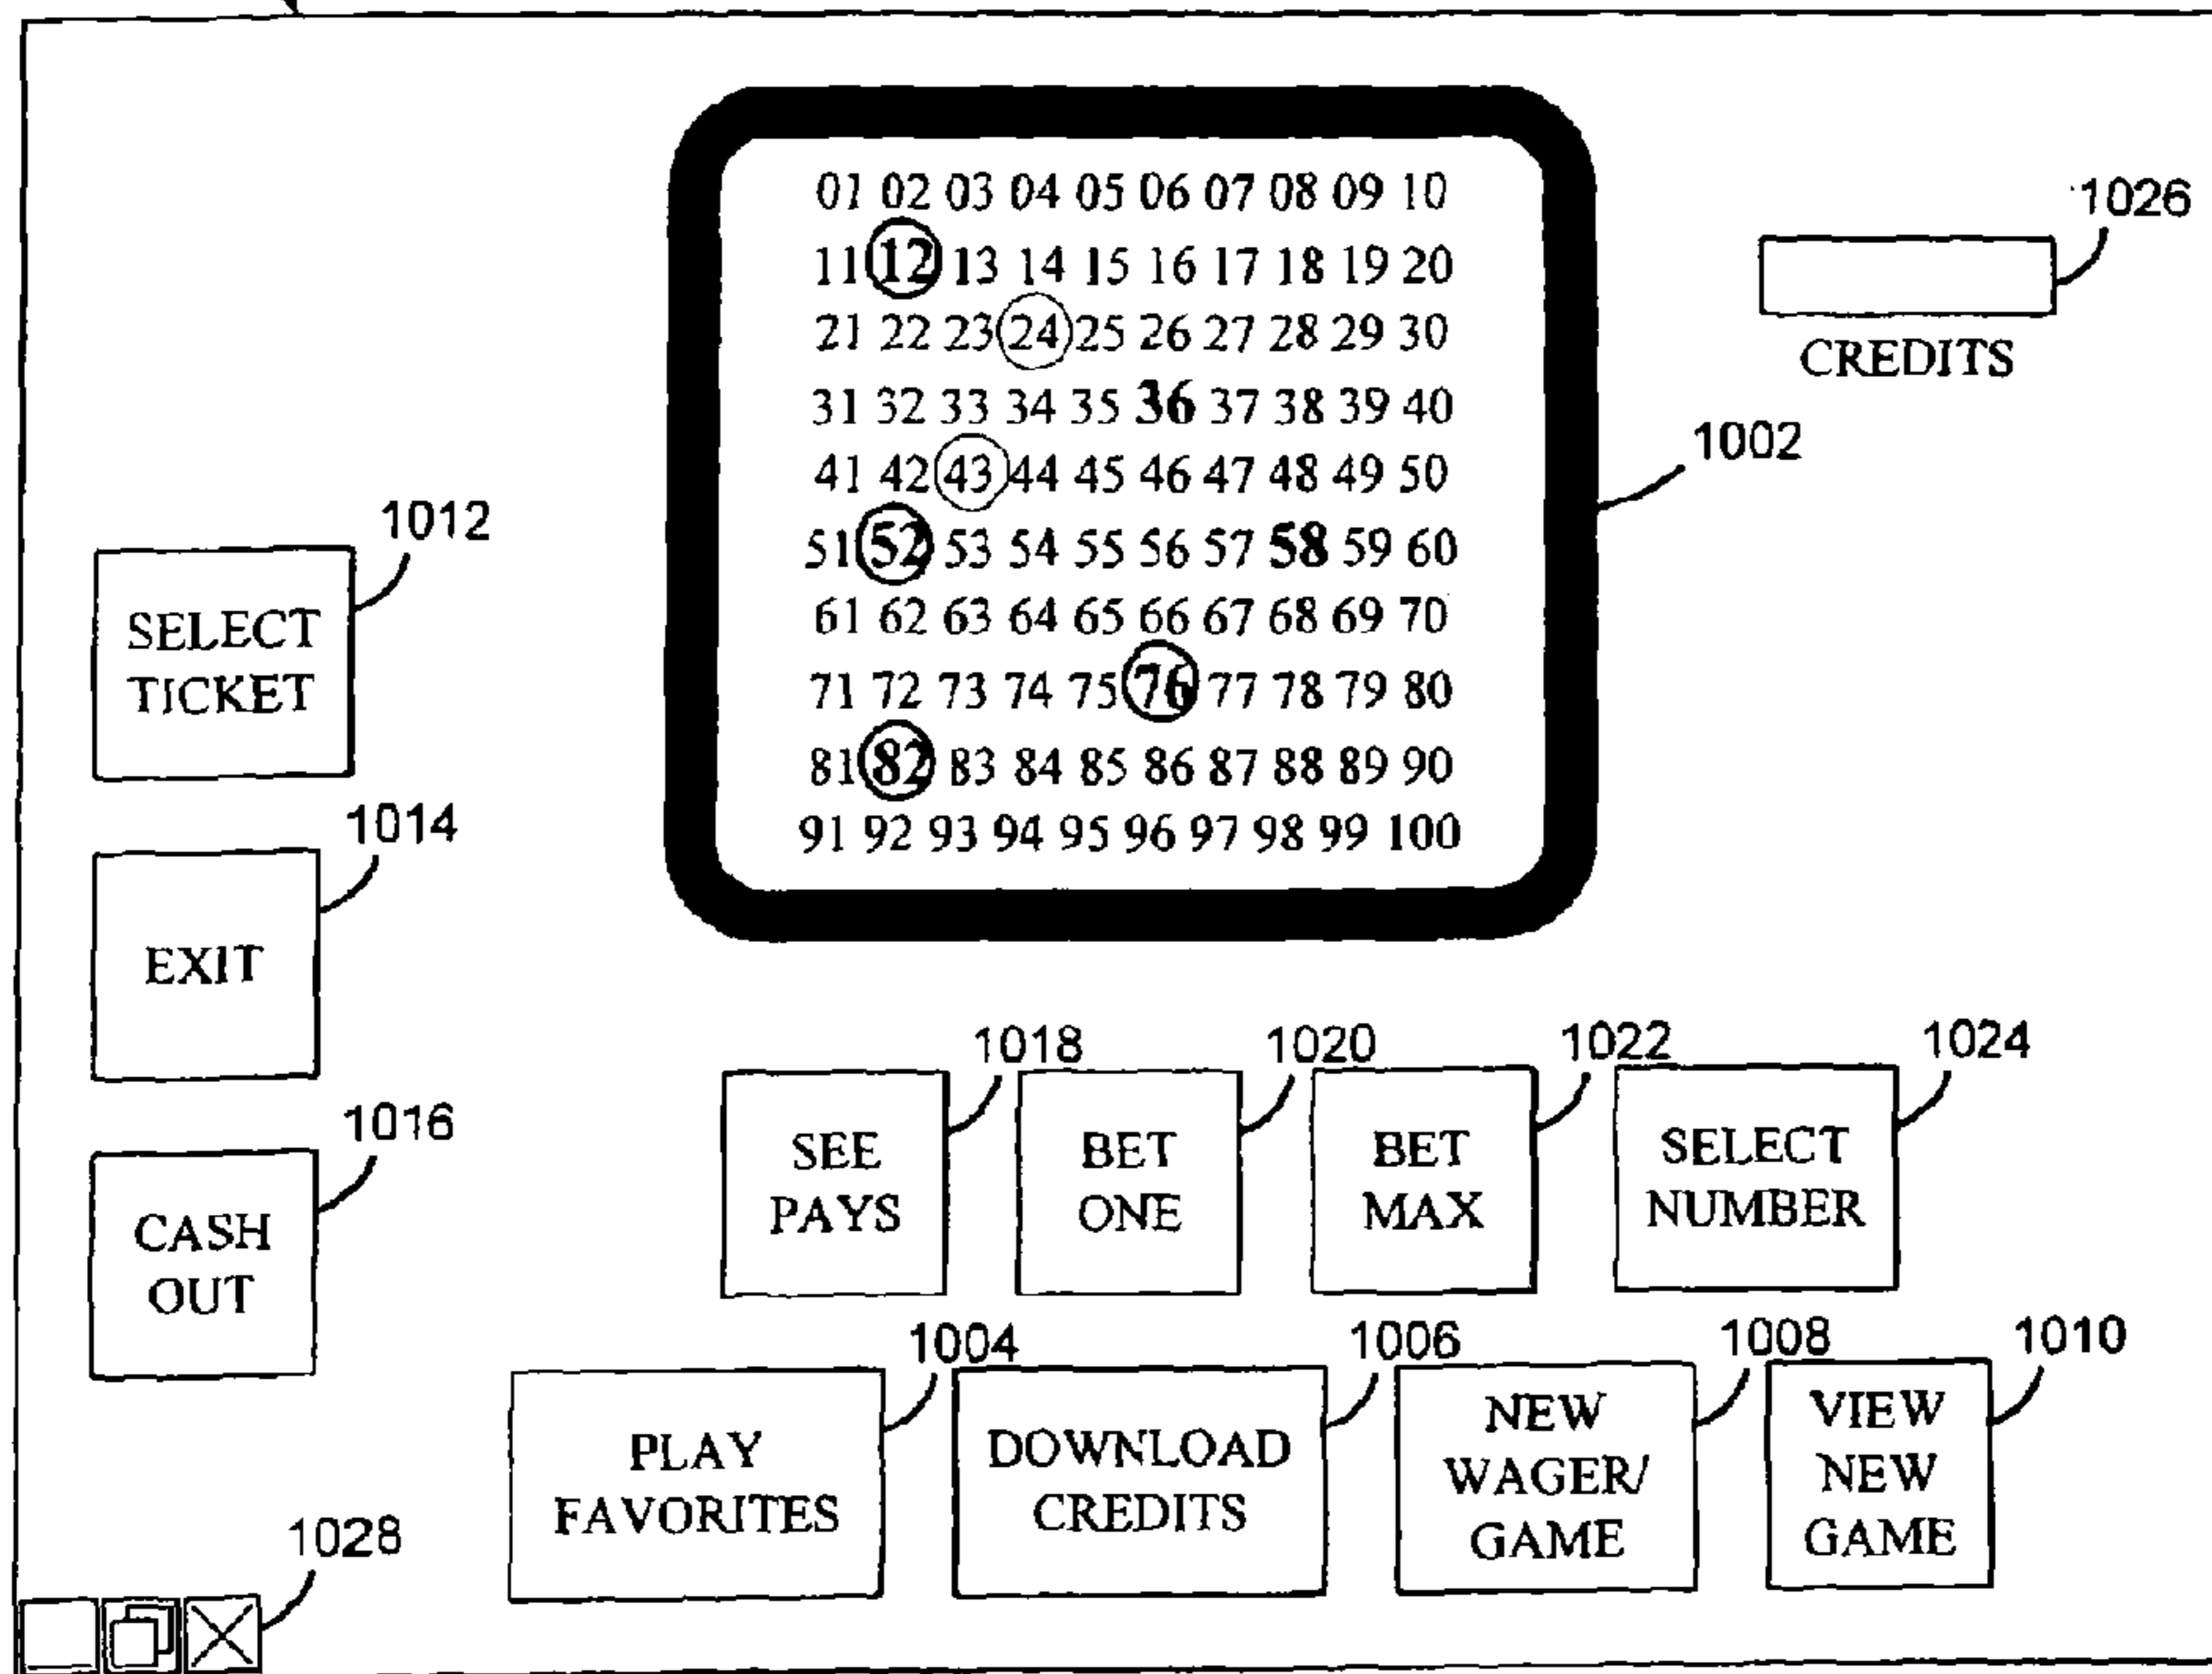 01 02 03 04 05 06 07 08 09 10
11 12 13 14 15 16 17 18 19 20
21 22 23 24 25 26 27 28 29 30
31 32 33 34 35 36 37 38 39 40
41 42 43 44 45 46 47 48 49 50
51 52 53 54 55 56 57 58 59 60
61 62 63 64 65 66 67 68 69 70
71 72 73 74 75 76 77 78 79 80
81 82 83 84 85 86 87 88 89 90
91 92 93 94 95 96 97 98 99 100
1026
CREDITS
1002
1012
SELECT
TICKET
1014
EXIT
1016
CASH
OUT
1018
SEE
PAYS
1020
BET
ONE
1022
BET
MAX
1024
SELECT
NUMBER
1004
PLAY
FAVORITES
1006
DOWNLOAD
CREDITS
1008
NEW
WAGER/
GAME
1010
VIEW
NEW
GAME
1028